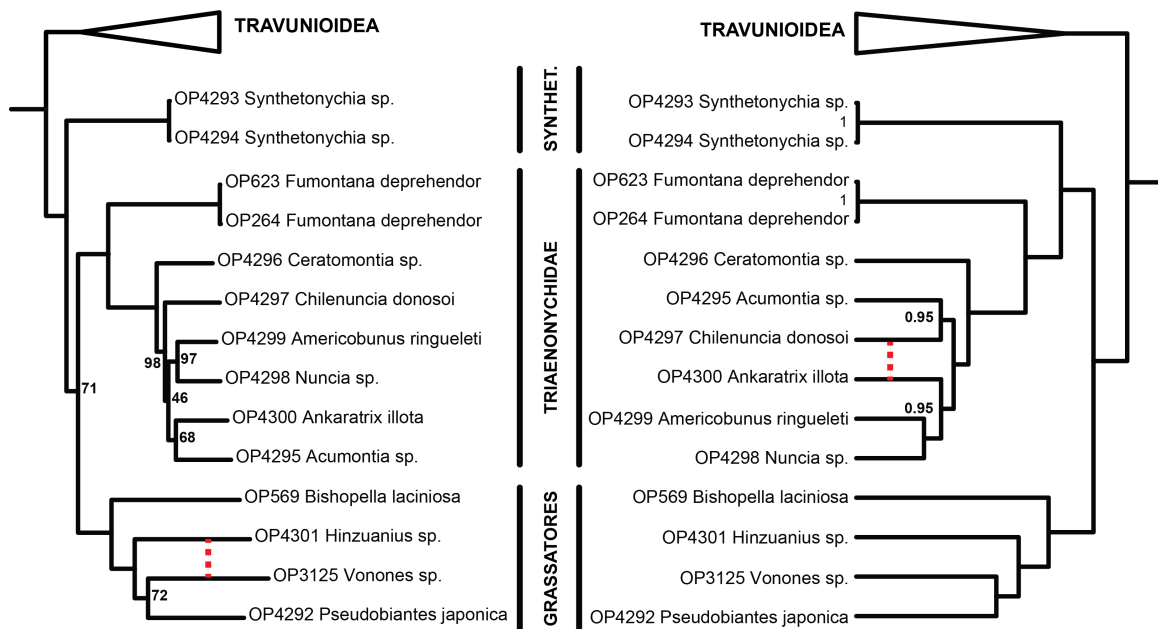 TRAVUNIOIDEA
OP4293 Synthetonychia sp.
OP4294 Synthetonychia sp.
OP623 Fumontana deprehendor
OP264 Fumontana deprehendor
OP4296 Ceratomontia sp.
OP4297 Chilenuncia donosoi
OP4299 Americobunus ringueleti
97
98
OP4298 Nuncia sp.
71
46
OP4300 Ankaratrix illota
68
OP4295 Acumontia sp.
OP569 Bishopella laciniosa
OP4301 Hinzuanius sp.
OP3125 Vonones sp.
72
OP4292 Pseudobiantes japonica
SYNTHET.
TRIAENONYCHIDAE
GRASSATORES
TRAVUNIOIDEA
OP4293 Synthetonychia sp.
1
OP4294 Synthetonychia sp.
OP623 Fumontana deprehendor
1
OP264 Fumontana deprehendor
OP4296 Ceratomontia sp.
OP4295 Acumontia sp.
0.95
OP4297 Chilenuncia donosoi
OP4300 Ankaratrix illota
0.95
OP4299 Americobunus ringueleti
OP4298 Nuncia sp.
OP569 Bishopella laciniosa
OP4301 Hinzuanius sp.
OP3125 Vonones sp.
OP4292 Pseudobiantes japonica